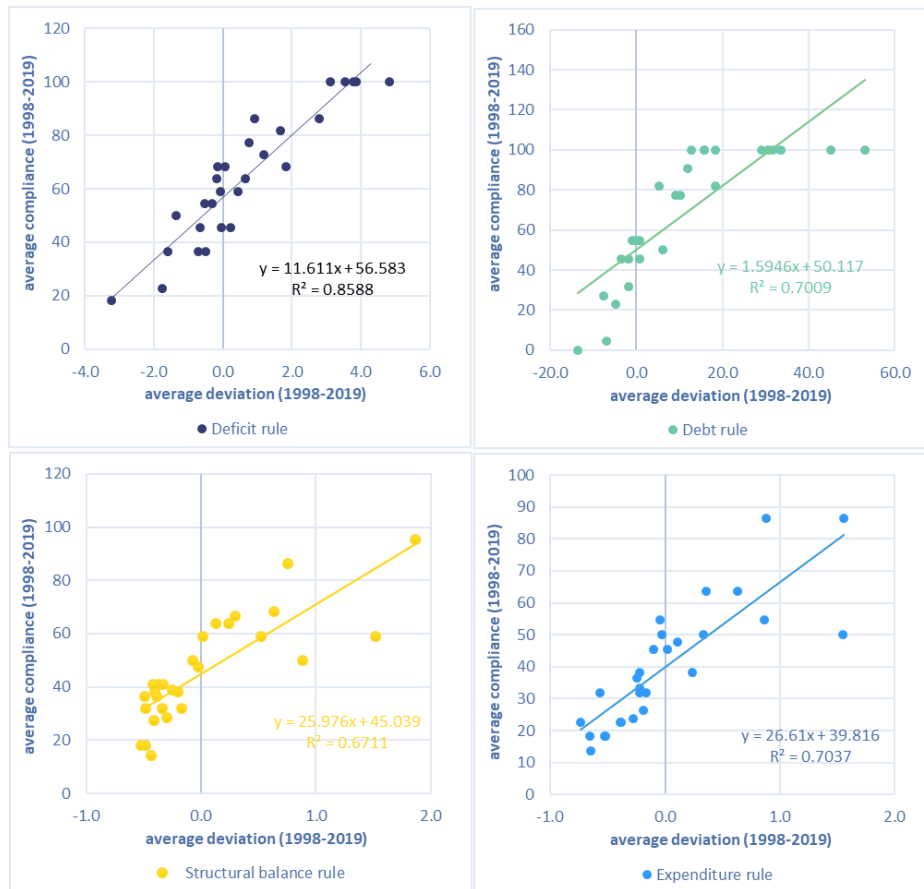 120
100
80
60
40
20
0
-4.0 -2.0 0.0 2.0 4.0 6.0
average compliance (1998-2019)
average deviation (1998-2019)
y = 11.611x + 56.583
R² = 0.8588
Deficit rule
160
140
120
100
80
60
40
20
0
-20.0 0.0 20.0 40.0 60.0
average compliance (1998-2019)
average deviation (1998-2019)
y = 1.5946x + 50.117
R² = 0.7009
Debt rule
120
100
80
60
40
20
0
-1.0 0.0 1.0 2.0
average compliance (1998-2019)
average deviation (1998-2019)
y = 25.976x + 45.039
R² = 0.6711
Structural balance rule
100
90
80
70
60
50
40
30
20
10
0
-1.0 0.0 1.0 2.0
average compliance (1998-2019)
average deviation (1998-2019)
y = 26.61x + 39.816
R² = 0.7037
Expenditure rule